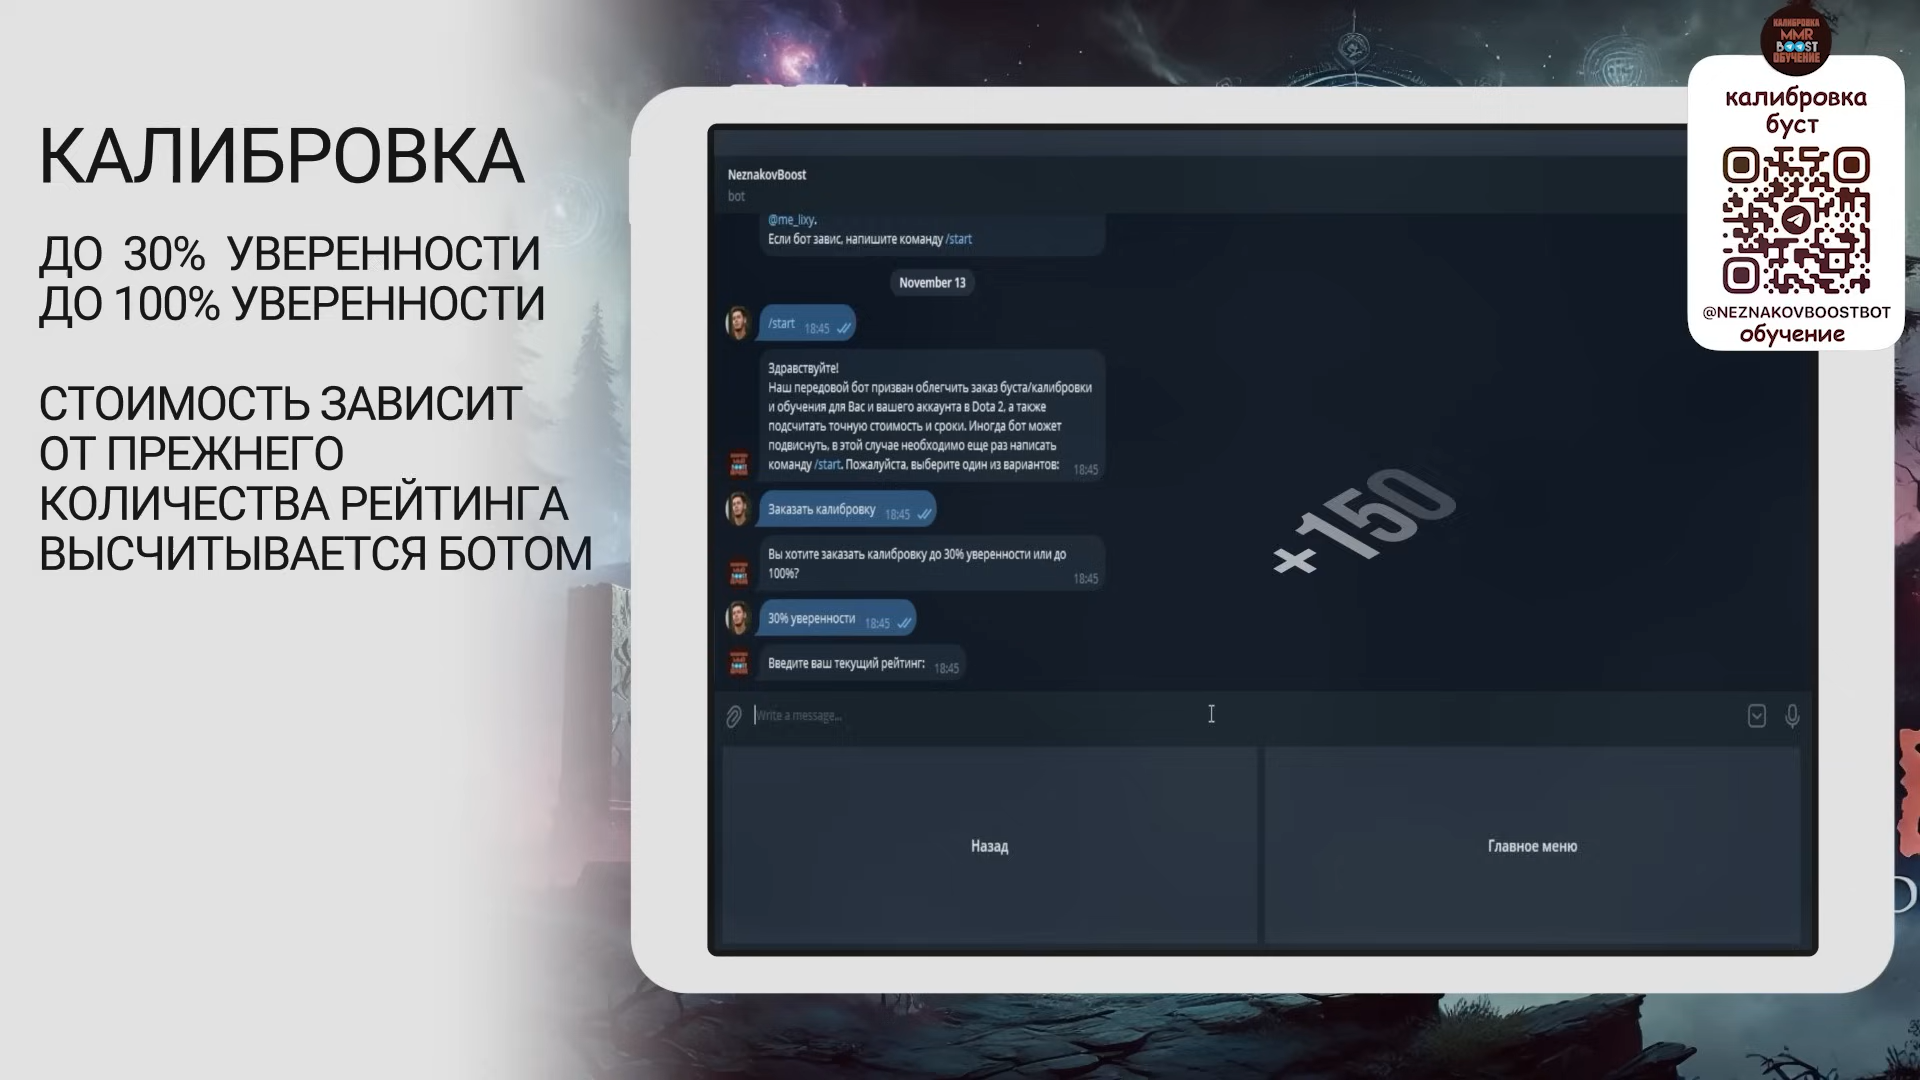 КАЛИБРОВКА
ДО 30% УВЕРЕННОСТИ
ДО 100% УВЕРЕННОСТИ
СТОИМОСТЬ ЗАВИСИТ
ОТ ПРЕЖНЕГО
КОЛИЧЕСТВА РЕЙТИНГА
ВЫСЧИТЫВАЕТСЯ БОТОМ
NeznakovBoost
bot
@me_lixy.
Если бот завис, напишите команду /start
November 13
/start 18:45
Здравствуйте!
Наш передовой бот призван облегчить заказ буста/калибровки
и обучения для Вас и вашего аккаунта в Dota 2, а также
подсчитать точную стоимость и сроки. Иногда бот может
подвиснуть, в этой случае необходимо еще раз написать
команду /start. Пожалуйста, выберите один из вариантов: 18:45
Заказать калибровку 18:45
Вы хотите заказать калибровку до 30% уверенности или до
100%? 18:45
30% уверенности 18:45
Введите ваш текущий рейтинг: 18:45
+150
Write a message...
Назад
Главное меню
КАЛИБРОВКА
MMR
BOOST
ОБУЧЕНИЕ
калибровка
буст
@NEZNAKOVBOOSTBOT
обучение